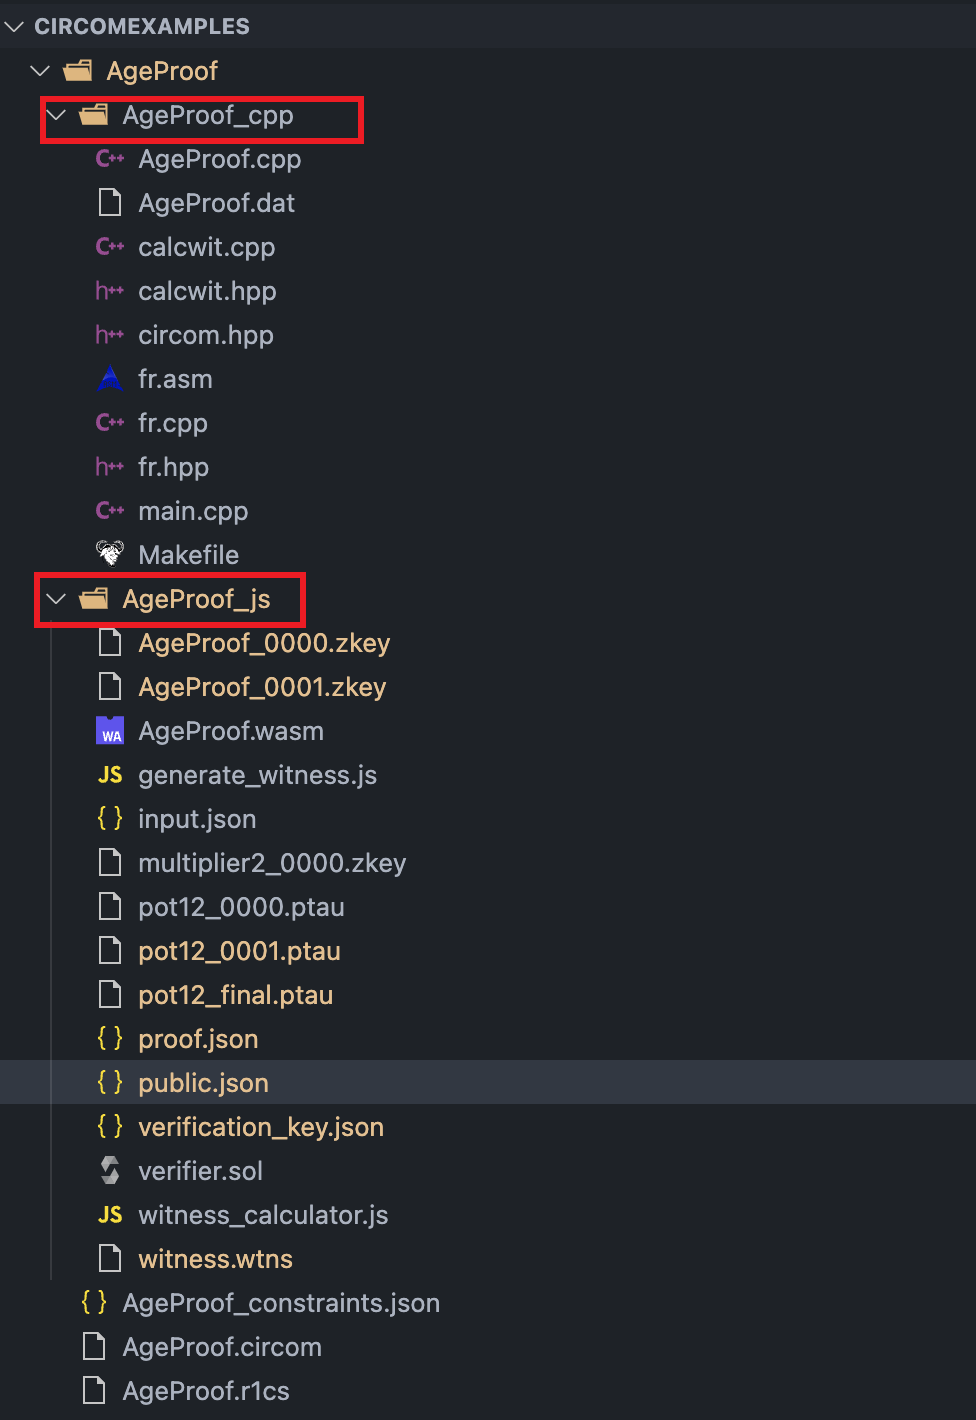 CIRCOMEXAMPLES
AgeProof
AgeProof_cpp
C++ AgeProof.cpp
AgeProof.dat
C++ calcwit.cpp
h++ calcwit.hpp
h++ circom.hpp
fr.asm
C++ fr.cpp
h++ fr.hpp
C++ main.cpp
Makefile
AgeProof_js
AgeProof_0000.zkey
AgeProof_0001.zkey
WA AgeProof.wasm
JS generate_witness.js
{ } input.json
multiplier2_0000.zkey
pot12_0000.ptau
pot12_0001.ptau
pot12_final.ptau
{ } proof.json
{ } public.json
{ } verification_key.json
verifier.sol
JS witness_calculator.js
witness.wtns
{ } AgeProof_constraints.json
AgeProof.circom
AgeProof.r1cs